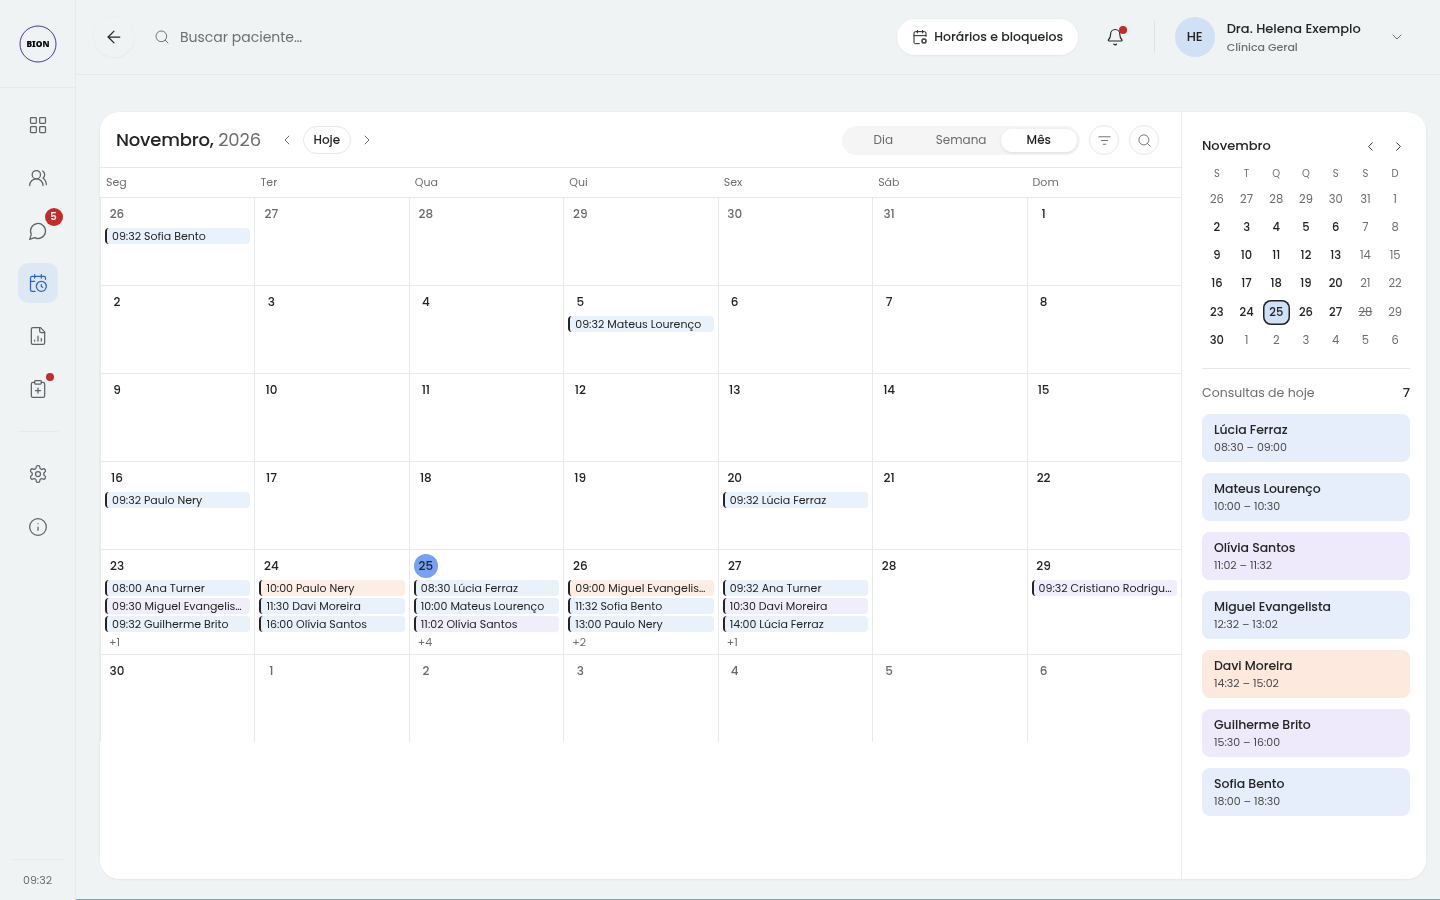 BION
Buscar paciente...
Horários e bloqueios
HE
Dra. Helena Exemplo
Clínica Geral
5
09:32
Novembro, 2026
Hoje
Dia
Semana
Mês
Seg Ter Qua Qui Sex Sáb Dom
26 27 28 29 30 31 1
09:32 Sofia Bento
2 3 4 5 6 7 8
09:32 Mateus Lourenço
9 10 11 12 13 14 15
16 17 18 19 20 21 22
09:32 Paulo Nery
09:32 Lúcia Ferraz
23
08:00 Ana Turner
09:30 Miguel Evangelis...
09:32 Guilherme Brito
+1
24
10:00 Paulo Nery
11:30 Davi Moreira
16:00 Olívia Santos
25
08:30 Lúcia Ferraz
10:00 Mateus Lourenço
11:02 Olívia Santos
+4
26
09:00 Miguel Evangelis...
11:32 Sofia Bento
13:00 Paulo Nery
+2
27
09:32 Ana Turner
10:30 Davi Moreira
14:00 Lúcia Ferraz
+1
28
29
09:32 Cristiano Rodrigu...
30 1 2 3 4 5 6
Novembro
S T Q Q S S D
26 27 28 29 30 31 1
2 3 4 5 6 7 8
9 10 11 12 13 14 15
16 17 18 19 20 21 22
23 24 25 26 27 28 29
30 1 2 3 4 5 6
Consultas de hoje 7
Lúcia Ferraz
08:30 – 09:00
Mateus Lourenço
10:00 – 10:30
Olívia Santos
11:02 – 11:32
Miguel Evangelista
12:32 – 13:02
Davi Moreira
14:32 – 15:02
Guilherme Brito
15:30 – 16:00
Sofia Bento
18:00 – 18:30